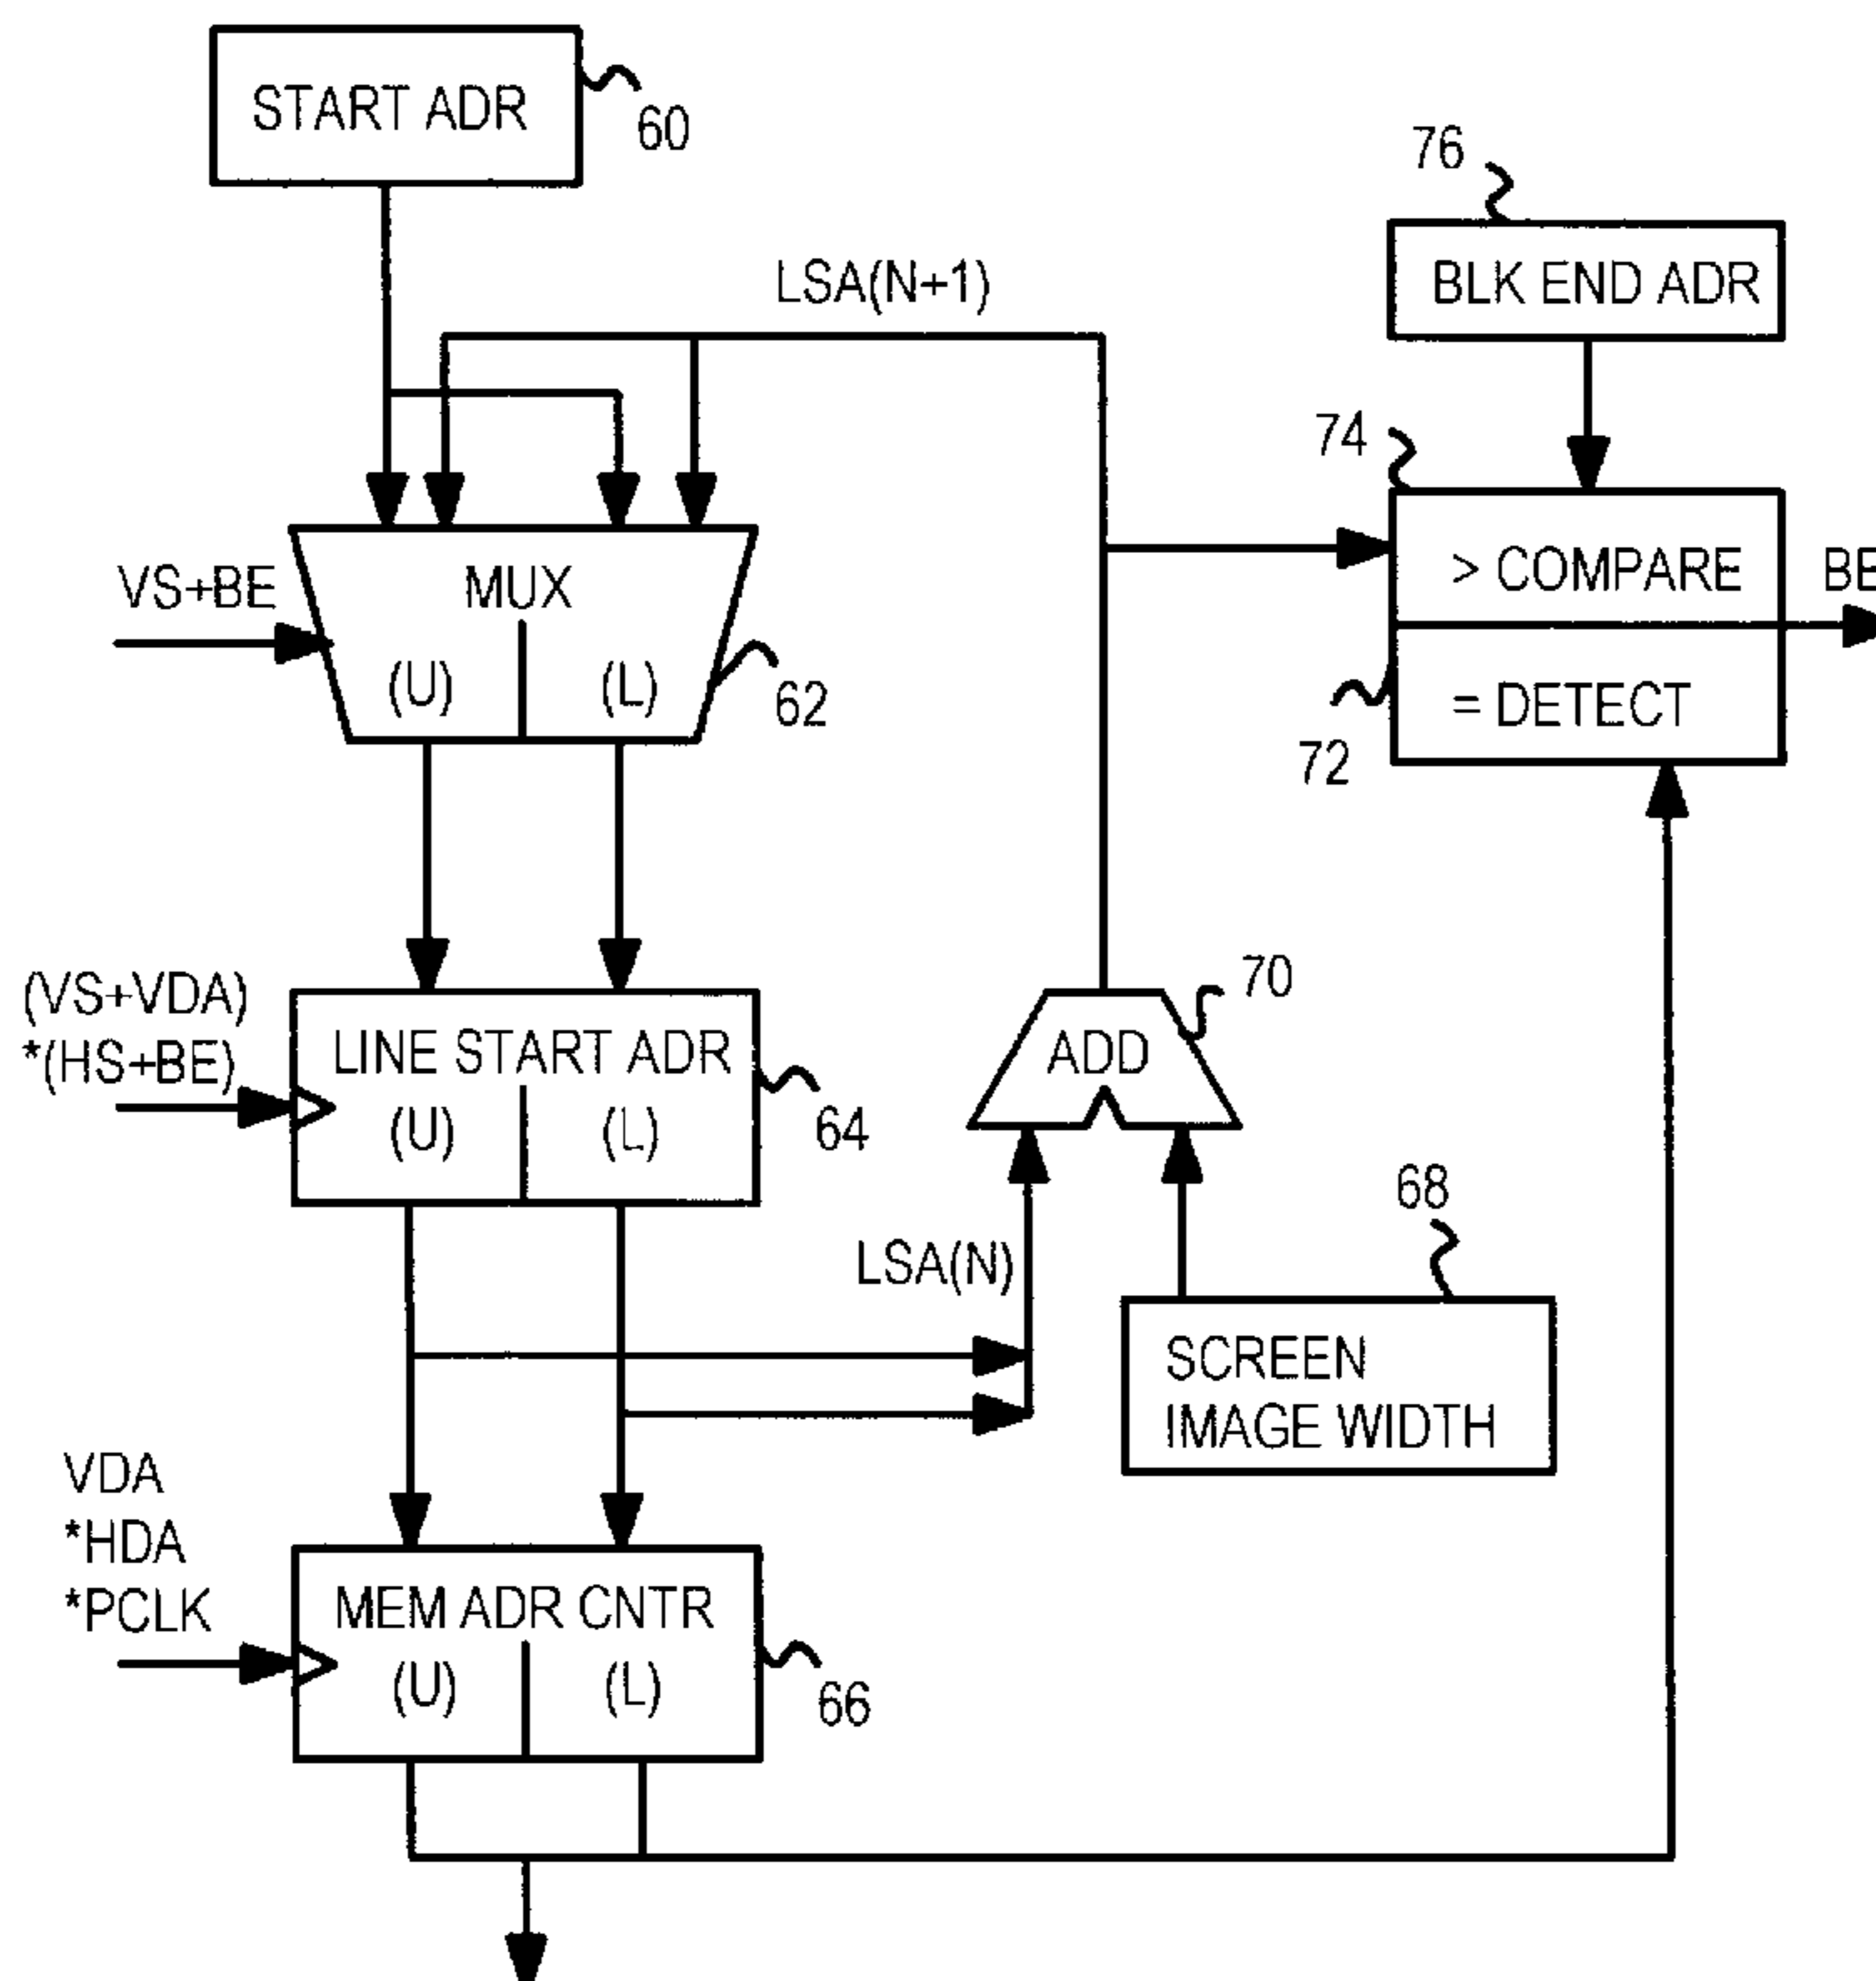 START ADR
60
76
LSA(N+1)
BLK END ADR
74
VS+BE
MUX
> COMPARE
BE
(U)
(L)
62
= DETECT
72
(VS+VDA)
*(HS+BE)
LINE START ADR
(U)
(L)
64
ADD
70
LSA(N)
68
SCREEN
IMAGE WIDTH
VDA
*HDA
*PCLK
MEM ADR CNTR
(U)
(L)
66